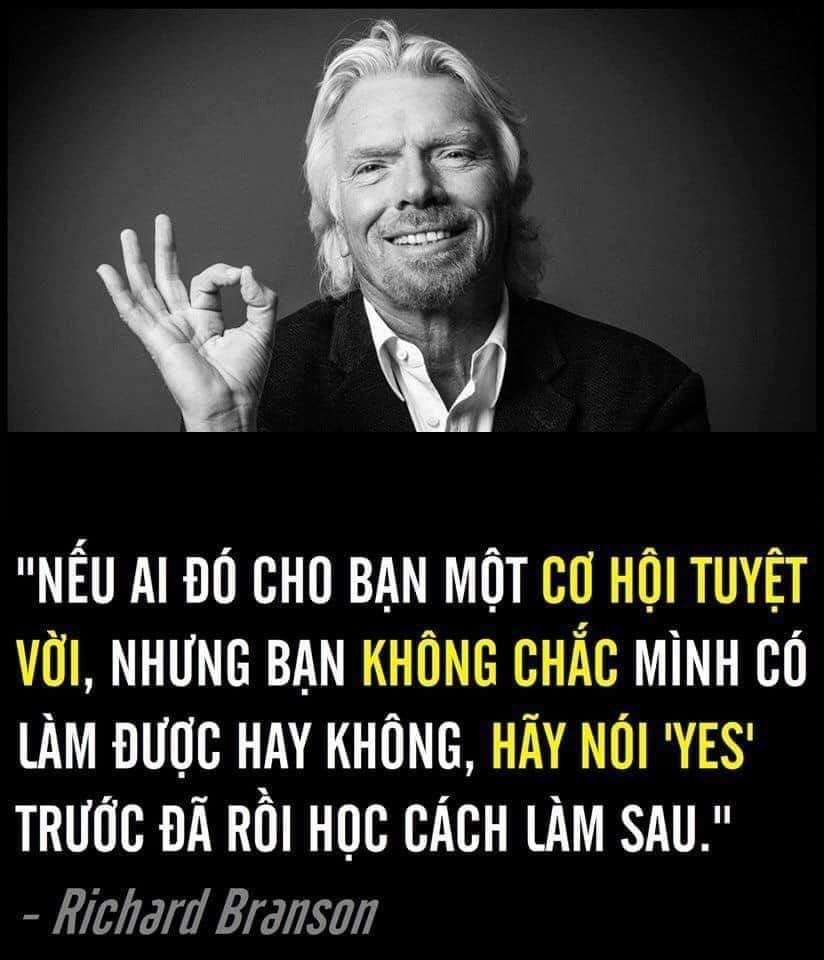 "NẾU AI ĐÓ CHO BẠN MỘT CƠ HỘI TUYỆT
VỜI, NHƯNG BẠN KHÔNG CHẮC MÌNH CÓ
LÀM ĐƯỢC HAY KHÔNG, HÃY NÓI 'YES'
TRƯỚC ĐÃ RỒI HỌC CÁCH LÀM SAU."
- Richard Branson